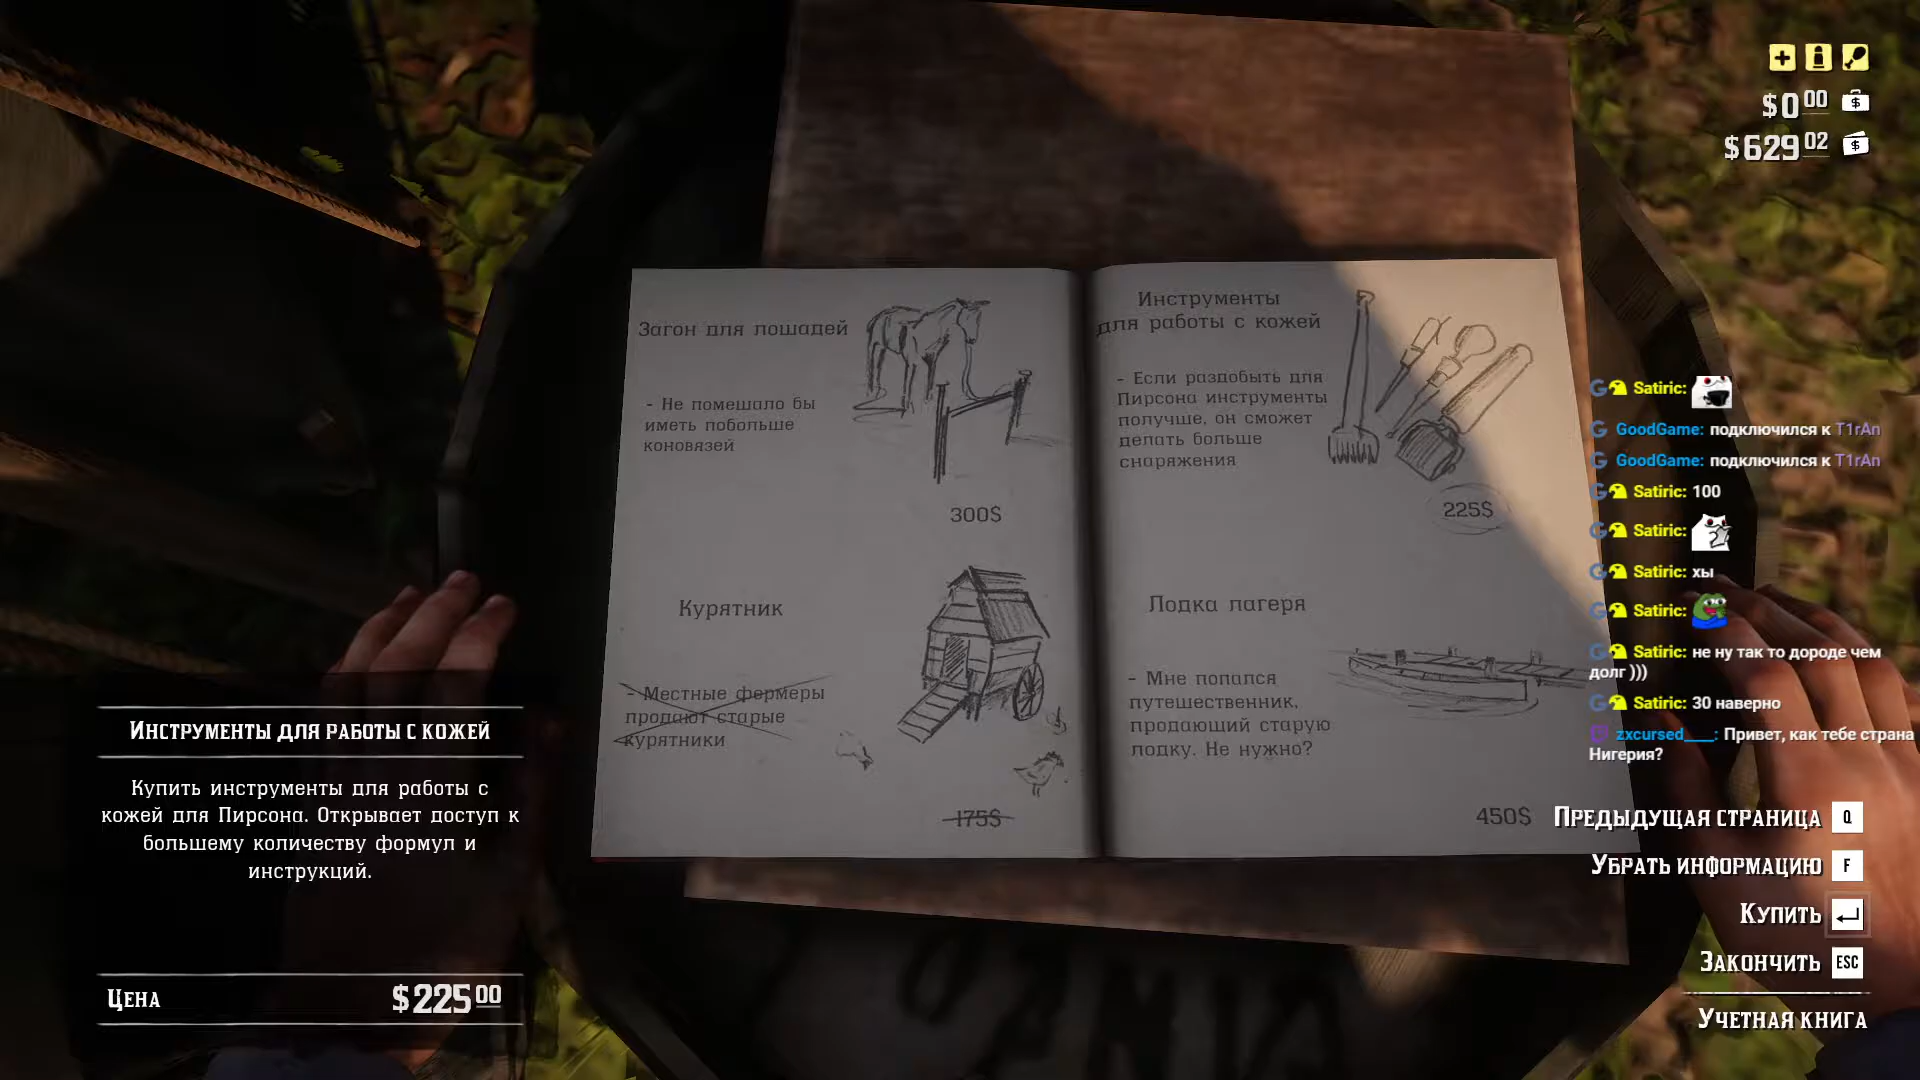 $0 00
$629 02
Загон для лошадей
- Не помешало бы
иметь побольше
коновязей
300$
Курятник
- Местные фермеры
продают старые
курятники
175$
Инструменты
для работы с кожей
- Если раздобыть для
Пирсона инструменты
получше, он сможет
делать больше
снаряжения
225$
Лодка лагеря
- Мне попался
путешественник,
продающий старую
лодку. Не нужно?
450$
Satiric:
GoodGame: подключился к T1rAn
GoodGame: подключился к T1rAn
Satiric: 100
Satiric:
Satiric: хы
Satiric:
Satiric: не ну так то дороде чем
долг )))
Satiric: 30 наверно
zxcursed____: Привет, как тебе страна
Нигерия?
Инструменты для работы с кожей
Купить инструменты для работы с
кожей для Пирсона. Открывает доступ к
большему количеству формул и
инструкций.
Цена $225 00
Предыдущая страница Q
Убрать информацию F
Купить
Закончить ESC
Учетная книга